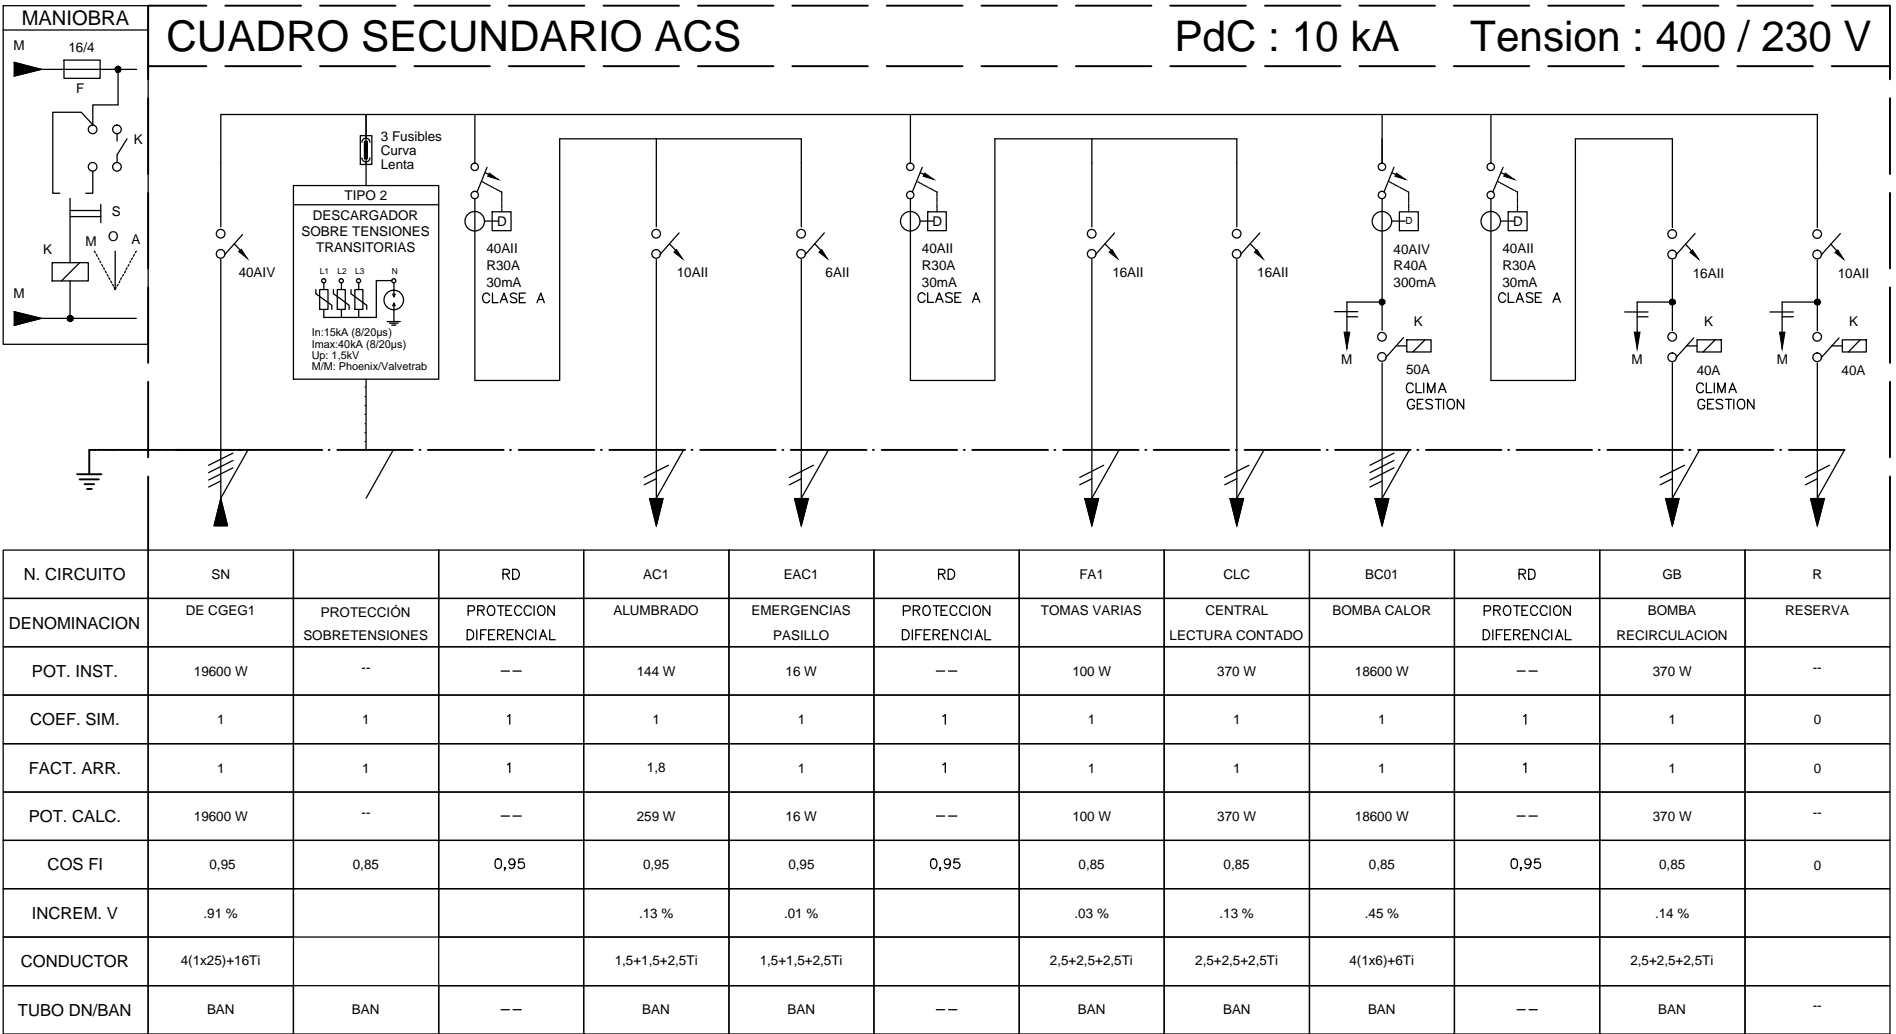 MANIOBRA
M
16/4
F
K
S
K
M O A
M
CUADRO SECUNDARIO ACS
PdC : 10 kA
Tension : 400 / 230 V
40AIV
3 Fusibles
Curva
Lenta
TIPO 2
DESCARGADOR
SOBRE TENSIONES
TRANSITORIAS
L1 L2 L3 N
In:15kA (8/20µs)
Imax:40kA (8/20µs)
Up: 1,5kV
M/M: Phoenix/Valvetrab
D
40AII
R30A
30mA
CLASE A
10AII
6AII
D
40AII
R30A
30mA
CLASE A
16AII
16AII
D
40AIV
R40A
300mA
M
K
50A
CLIMA
GESTION
D
40AII
R30A
30mA
CLASE A
16AII
M
K
40A
CLIMA
GESTION
10AII
M
K
40A
N. CIRCUITO SN RD AC1 EAC1 RD FA1 CLC BC01 RD GB R
DENOMINACION
DE CGEG1
PROTECCIÓN
SOBRETENSIONES
PROTECCION
DIFERENCIAL
ALUMBRADO
EMERGENCIAS
PASILLO
PROTECCION
DIFERENCIAL
TOMAS VARIAS
CENTRAL
LECTURA CONTADO
BOMBA CALOR
PROTECCION
DIFERENCIAL
BOMBA
RECIRCULACION
RESERVA
POT. INST. 19600 W -- -- 144 W 16 W -- 100 W 370 W 18600 W -- 370 W --
COEF. SIM. 1 1 1 1 1 1 1 1 1 1 1 0
FACT. ARR. 1 1 1 1,8 1 1 1 1 1 1 1 0
POT. CALC. 19600 W -- -- 259 W 16 W -- 100 W 370 W 18600 W -- 370 W --
COS FI 0,95 0,85 0,95 0,95 0,95 0,95 0,85 0,85 0,85 0,95 0,85 0
INCREM. V .91 % .13 % .01 % .03 % .13 % .45 % .14 %
CONDUCTOR 4(1x25)+16Ti 1,5+1,5+2,5Ti 1,5+1,5+2,5Ti 2,5+2,5+2,5Ti 2,5+2,5+2,5Ti 4(1x6)+6Ti 2,5+2,5+2,5Ti
TUBO DN/BAN BAN BAN -- BAN BAN -- BAN BAN BAN -- BAN --